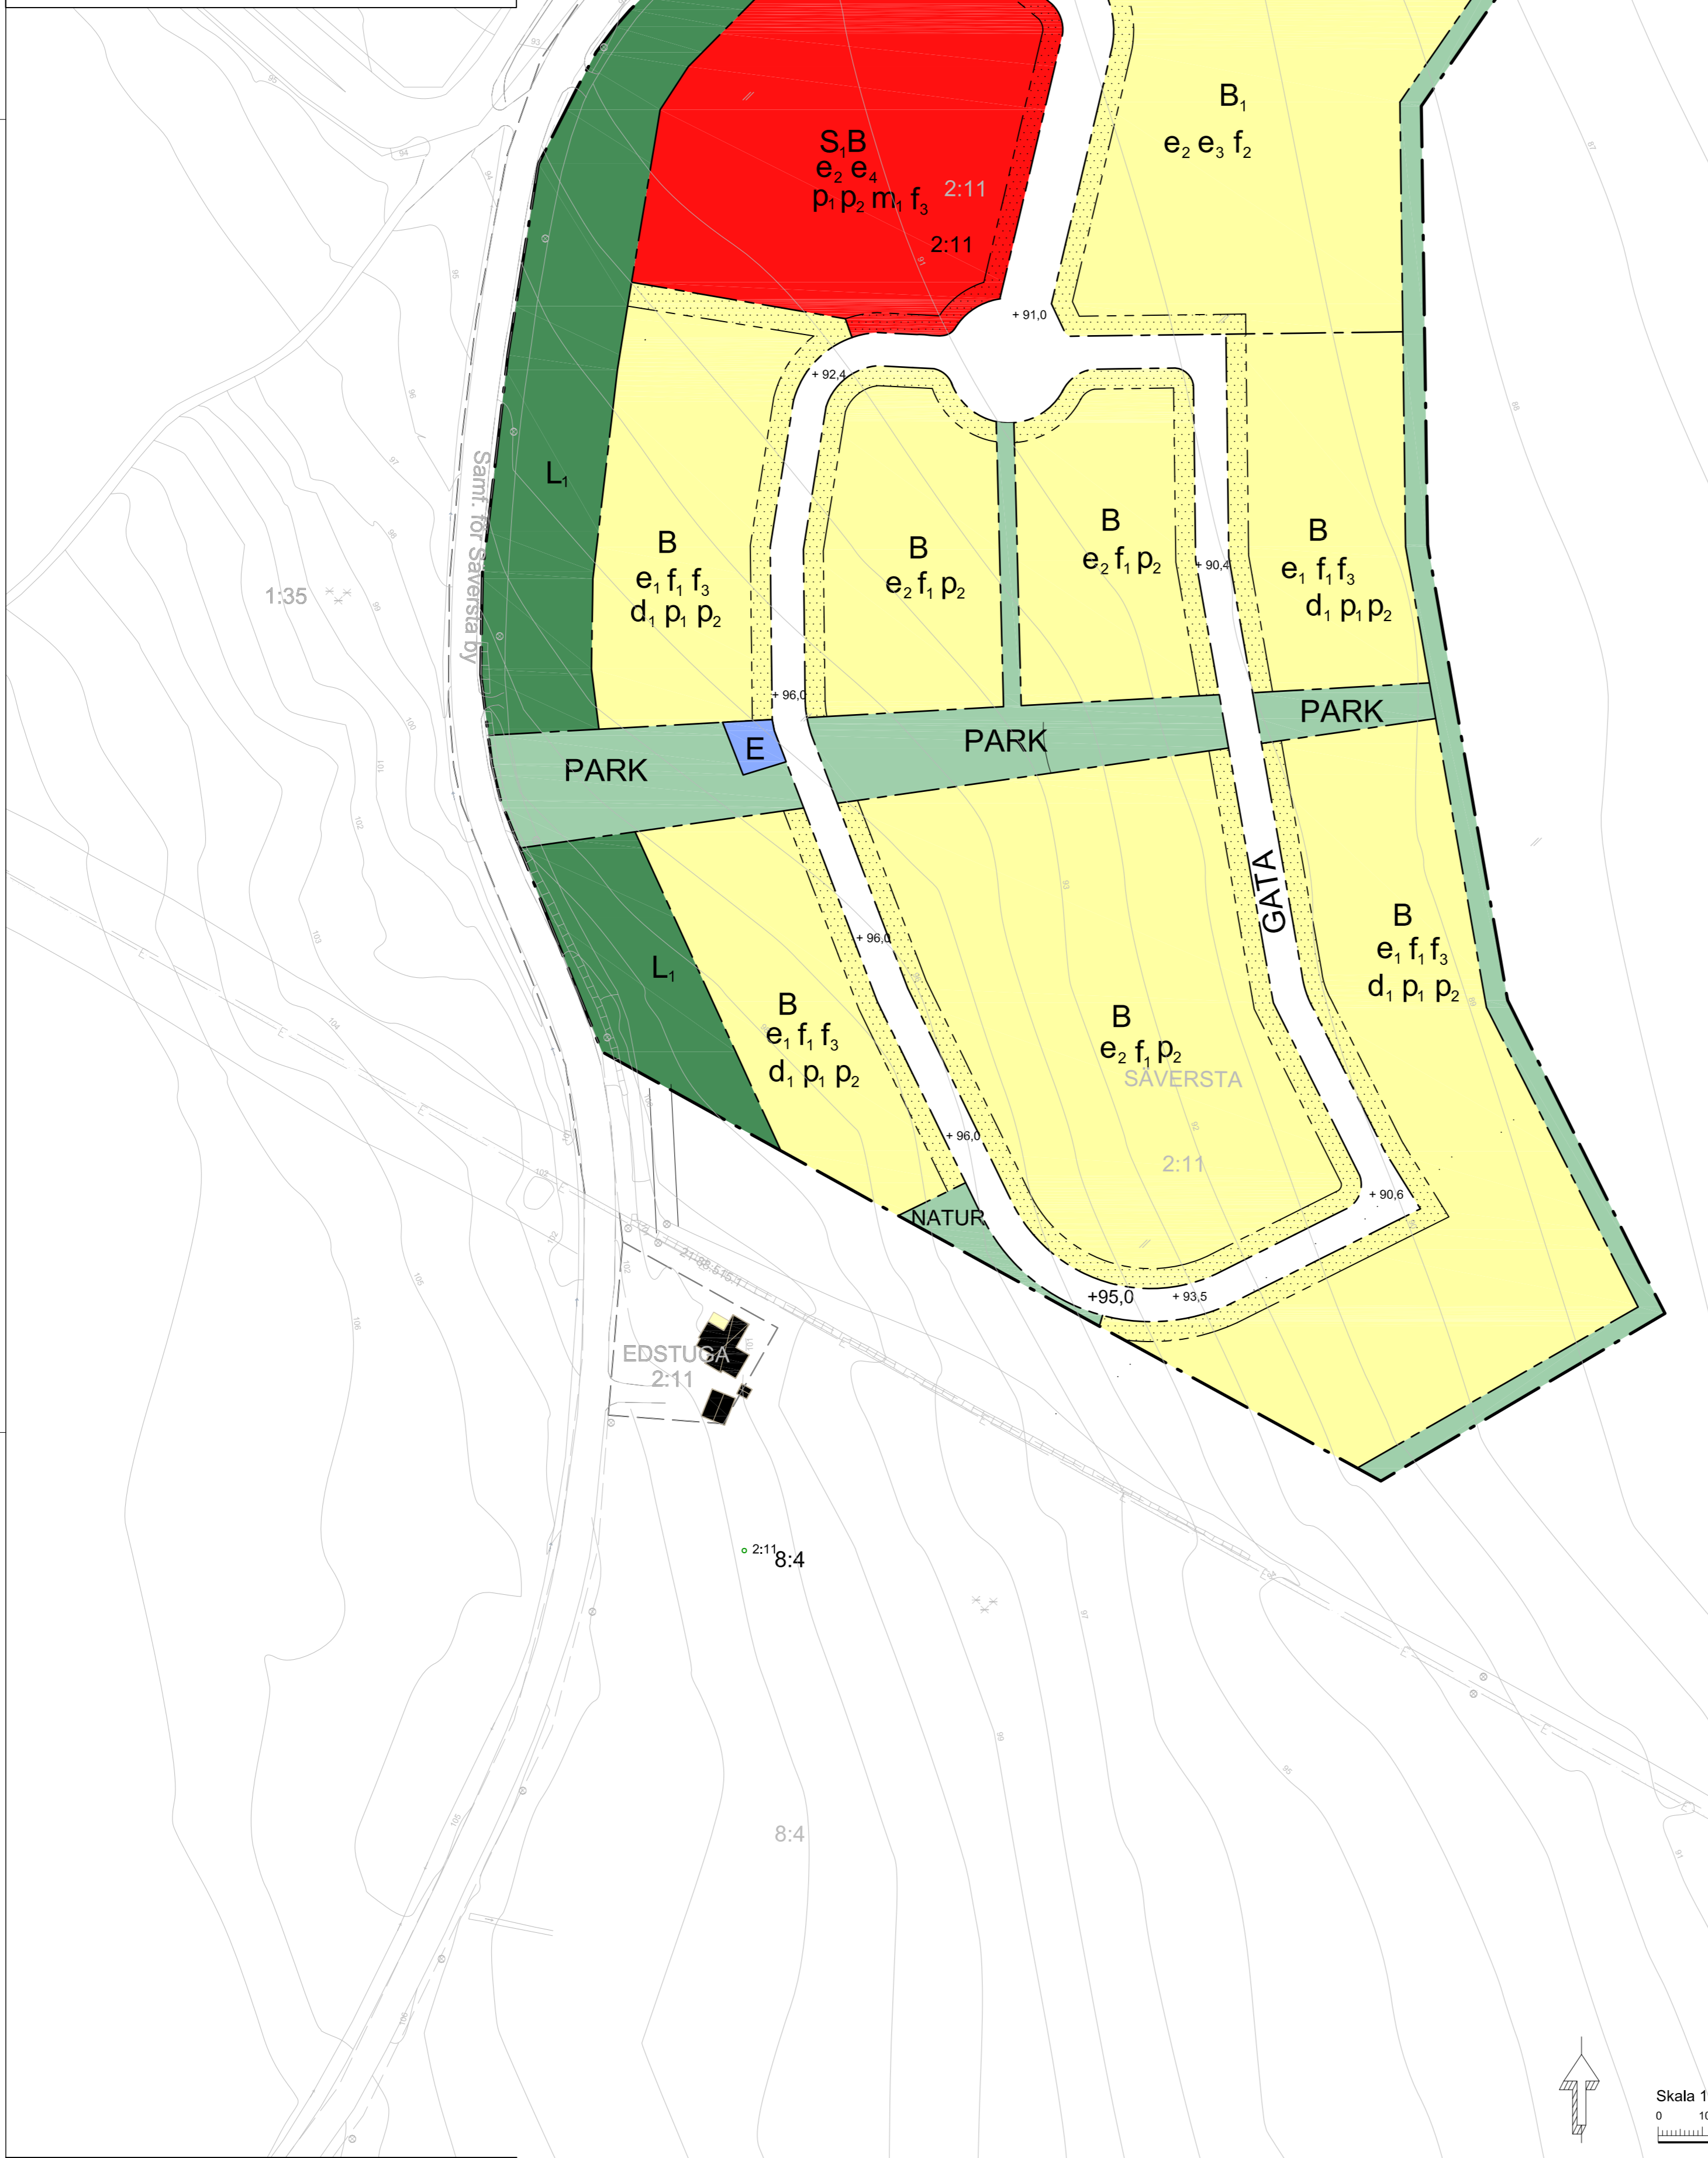 B₁
e₂ e₃ f₂
S₁B
e₂ e₄
p₁ p₂ m₁ f₃
2:11
2:11
+ 91,0
+ 92,4
L₁
Samf. för Säversta by
1:35
B
e₁ f₁ f₃
d₁ p₁ p₂
B
e₂ f₁ p₂
B
e₂ f₁ p₂
+ 90,4
B
e₁ f₁ f₃
d₁ p₁ p₂
+ 96,0
E
PARK
PARK
PARK
GATA
+ 96,0
L₁
B
e₁ f₁ f₃
d₁ p₁ p₂
B
e₂ f₁ p₂
SÄVERSTA
2:11
B
e₁ f₁ f₃
d₁ p₁ p₂
+ 96,0
+ 90,6
NATUR
+95,0
+ 93,5
EDSTUGA
2:11
2:11
8:4
8:4
Skala 1
0 10